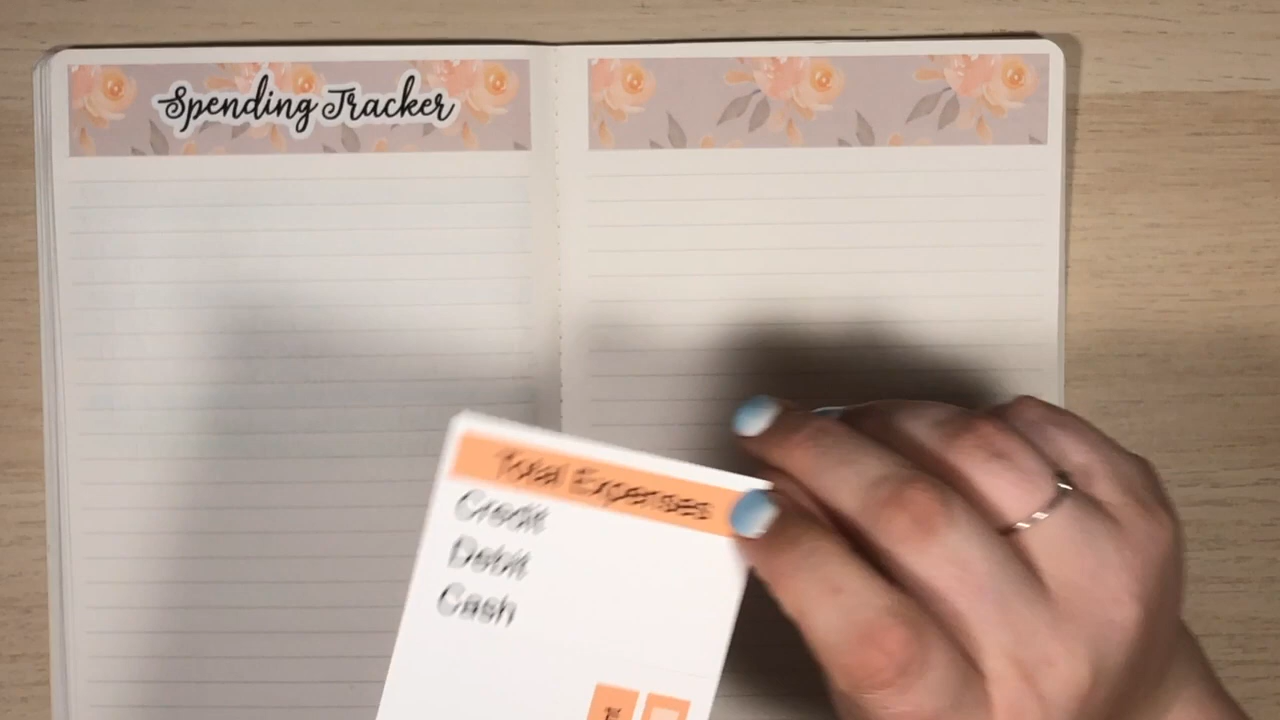 Spending Tracker
Total Expenses
Credit
Debit
Cash